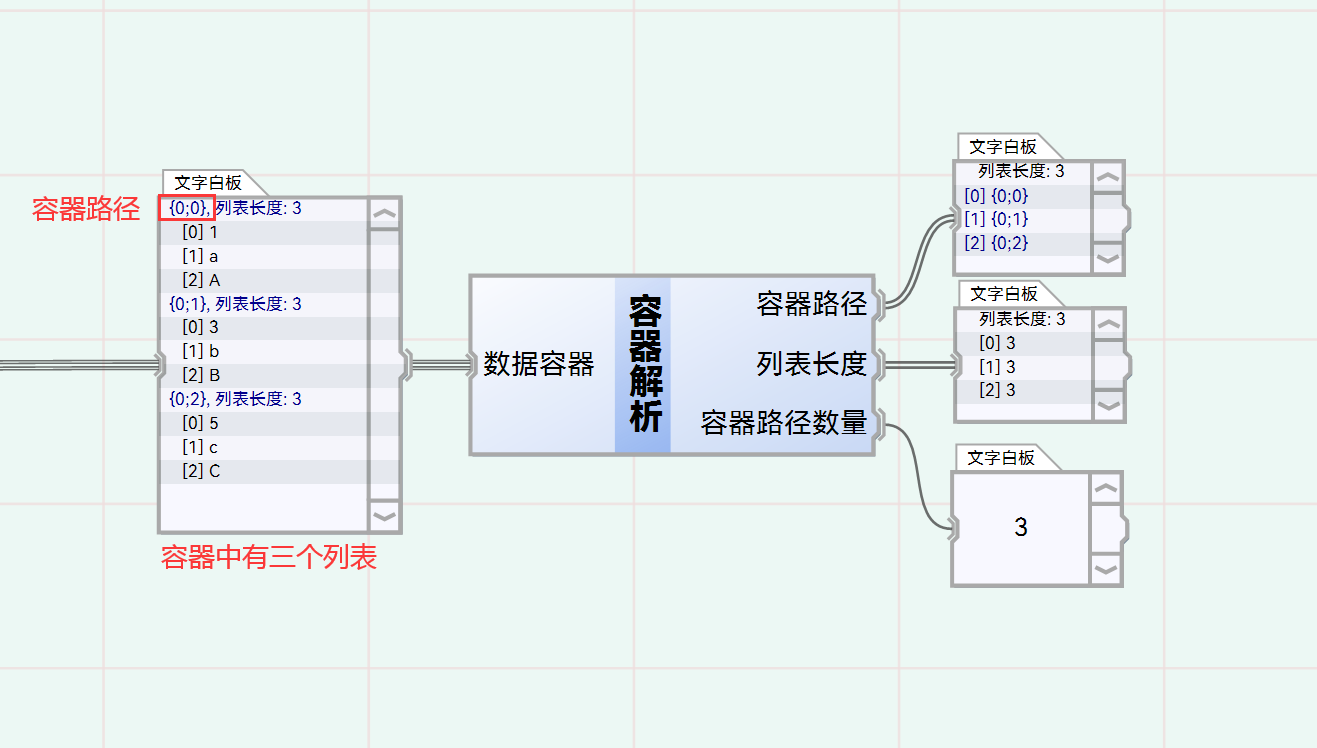 容器路径
文字白板
{0;0}, 列表长度: 3
[0] 1
[1] a
[2] A
{0;1}, 列表长度: 3
[0] 3
[1] b
[2] B
{0;2}, 列表长度: 3
[0] 5
[1] c
[2] C
容器中有三个列表
数据容器
容器解析
容器路径
列表长度
容器路径数量
文字白板
列表长度: 3
[0] {0;0}
[1] {0;1}
[2] {0;2}
文字白板
列表长度: 3
[0] 3
[1] 3
[2] 3
文字白板
3